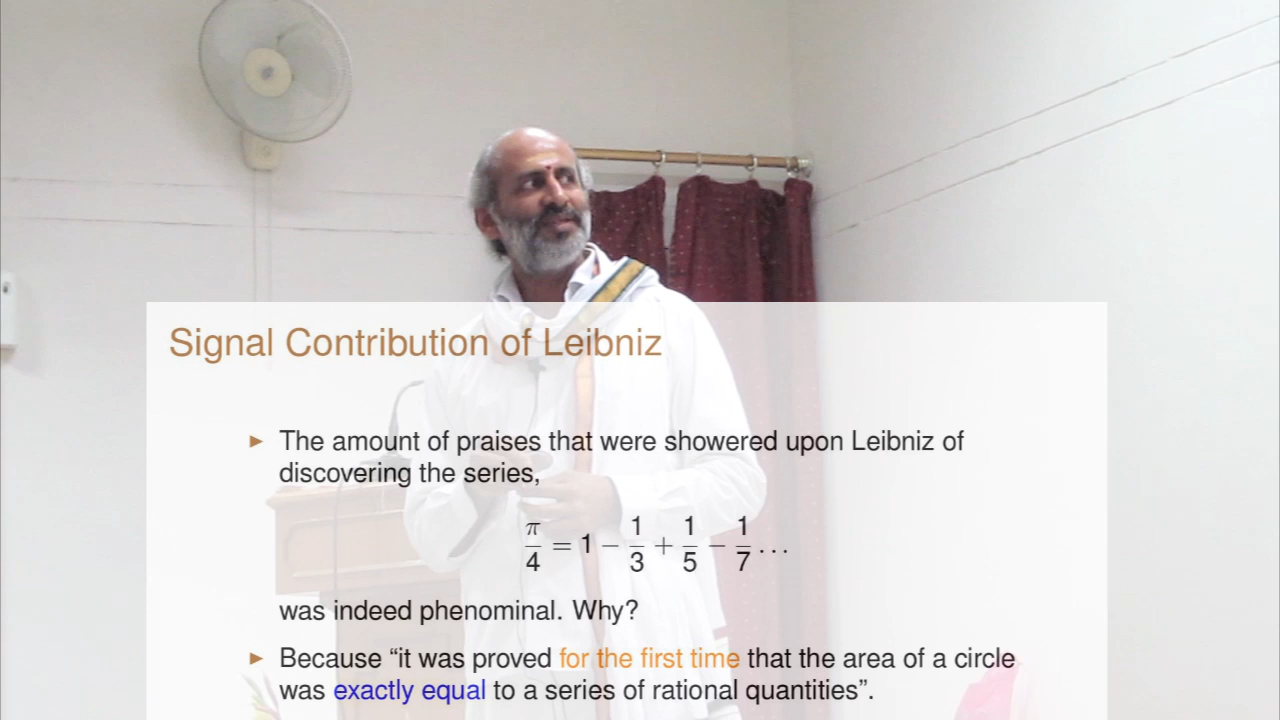 Signal Contribution of Leibniz
► The amount of praises that were showered upon Leibniz of
discovering the series,
π/4 = 1 − 1/3 + 1/5 − 1/7 …
was indeed phenominal. Why?
► Because “it was proved for the first time that the area of a circle
was exactly equal to a series of rational quantities”.